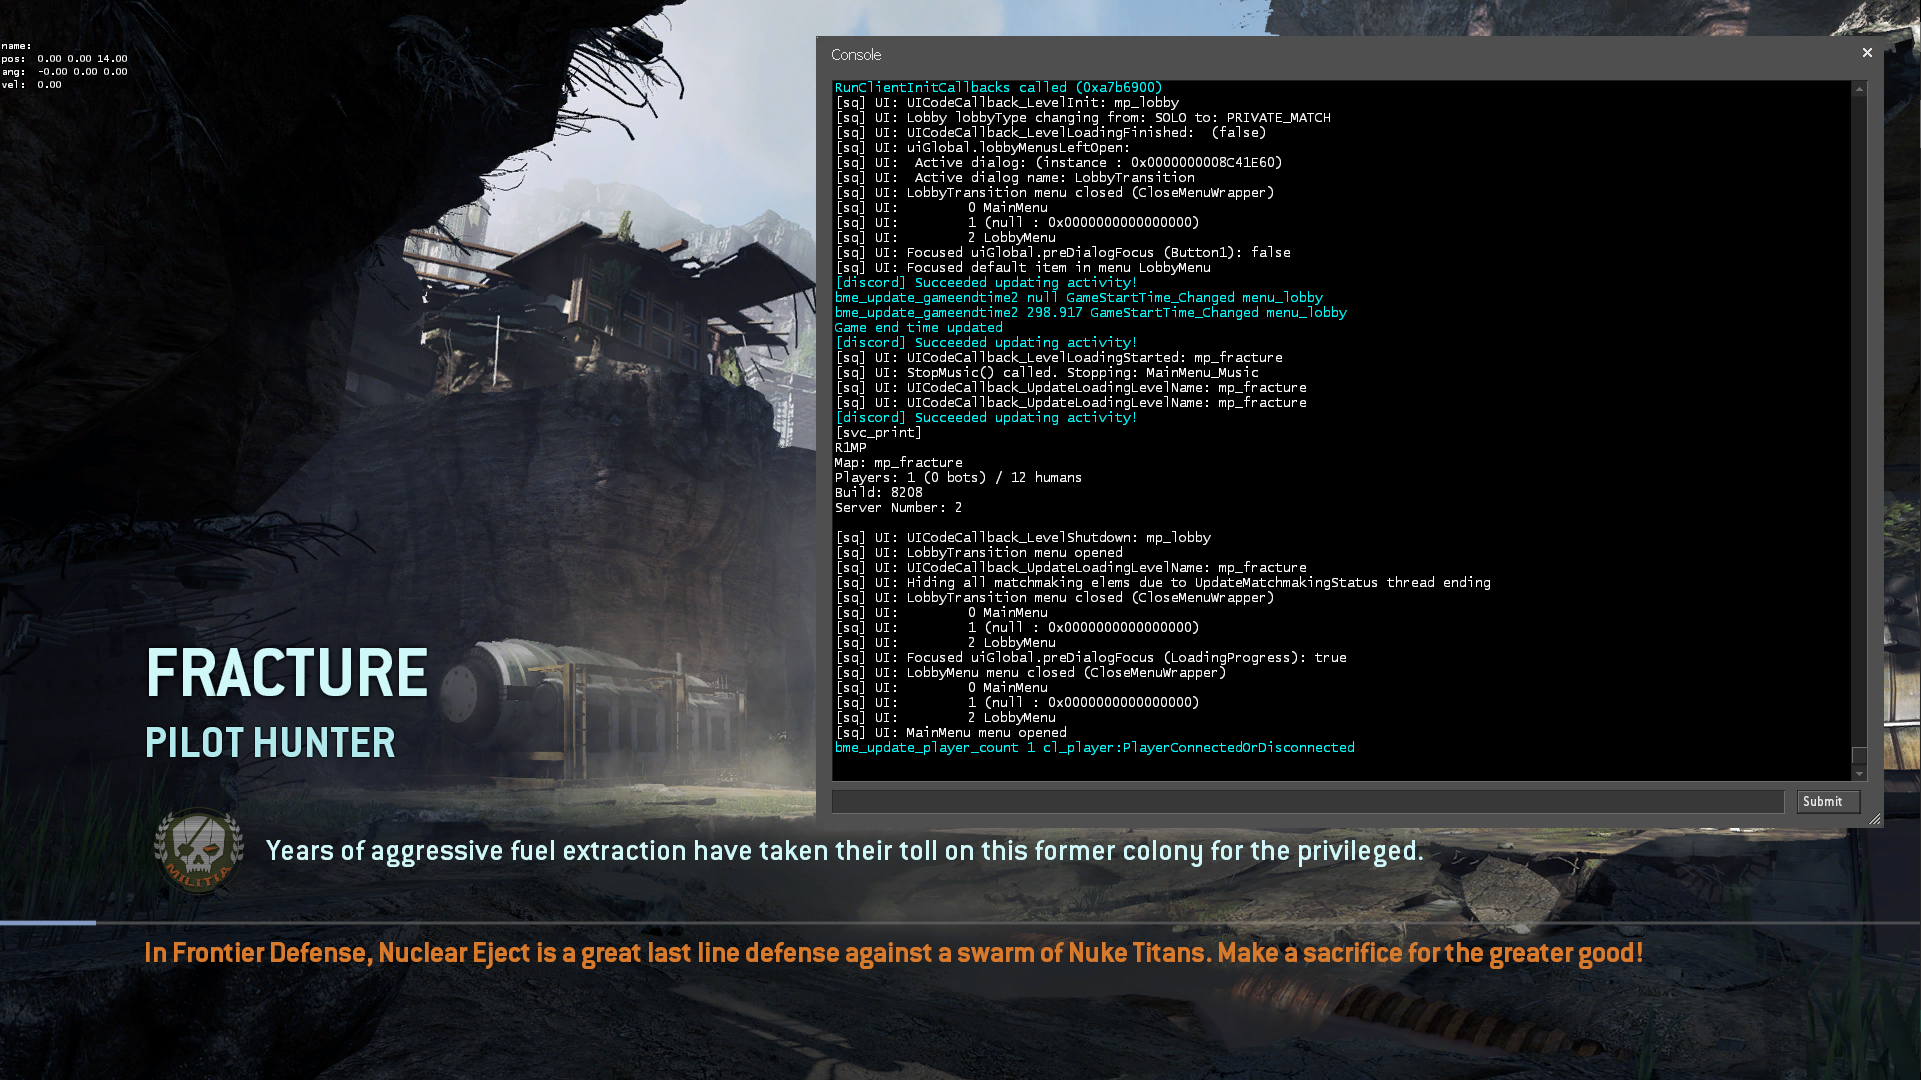 name:
pos: 0.00 0.00 14.00
ang: -0.00 0.00 0.00
vel: 0.00
Console
RunClientInitCallbacks called (0xa7b6900)
[sq] UI: UICodeCallback_LevelInit: mp_lobby
[sq] UI: Lobby lobbyType changing from: SOLO to: PRIVATE_MATCH
[sq] UI: UICodeCallback_LevelLoadingFinished:  (false)
[sq] UI: uiGlobal.lobbyMenusLeftOpen:
[sq] UI:  Active dialog: (instance : 0x0000000008C41E60)
[sq] UI:  Active dialog name: LobbyTransition
[sq] UI: LobbyTransition menu closed (CloseMenuWrapper)
[sq] UI:         0 MainMenu
[sq] UI:         1 (null : 0x0000000000000000)
[sq] UI:         2 LobbyMenu
[sq] UI: Focused uiGlobal.preDialogFocus (Button1): false
[sq] UI: Focused default item in menu LobbyMenu
[discord] Succeeded updating activity!
bme_update_gameendtime2 null GameStartTime_Changed menu_lobby
bme_update_gameendtime2 298.917 GameStartTime_Changed menu_lobby
Game end time updated
[discord] Succeeded updating activity!
[sq] UI: UICodeCallback_LevelLoadingStarted: mp_fracture
[sq] UI: StopMusic() called. Stopping: MainMenu_Music
[sq] UI: UICodeCallback_UpdateLoadingLevelName: mp_fracture
[sq] UI: UICodeCallback_UpdateLoadingLevelName: mp_fracture
[discord] Succeeded updating activity!
[svc_print]
R1MP
Map: mp_fracture
Players: 1 (0 bots) / 12 humans
Build: 8208
Server Number: 2
[sq] UI: UICodeCallback_LevelShutdown: mp_lobby
[sq] UI: LobbyTransition menu opened
[sq] UI: UICodeCallback_UpdateLoadingLevelName: mp_fracture
[sq] UI: Hiding all matchmaking elems due to UpdateMatchmakingStatus thread ending
[sq] UI: LobbyTransition menu closed (CloseMenuWrapper)
[sq] UI:         0 MainMenu
[sq] UI:         1 (null : 0x0000000000000000)
[sq] UI:         2 LobbyMenu
[sq] UI: Focused uiGlobal.preDialogFocus (LoadingProgress): true
[sq] UI: LobbyMenu menu closed (CloseMenuWrapper)
[sq] UI:         0 MainMenu
[sq] UI:         1 (null : 0x0000000000000000)
[sq] UI:         2 LobbyMenu
[sq] UI: MainMenu menu opened
bme_update_player_count 1 cl_player:PlayerConnectedOrDisconnected
Submit
FRACTURE
PILOT HUNTER
MILITIA
Years of aggressive fuel extraction have taken their toll on this former colony for the privileged.
In Frontier Defense, Nuclear Eject is a great last line defense against a swarm of Nuke Titans. Make a sacrifice for the greater good!